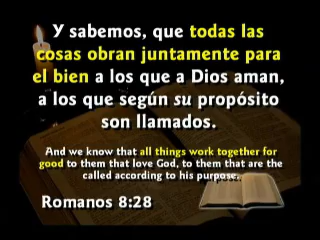 Y sabemos, que todas las
cosas obran juntamente para
el bien a los que a Dios aman,
a los que según su propósito
son llamados.
And we know that all things work together for
good to them that love God, to them that are the
called according to his purpose.
Romanos 8:28